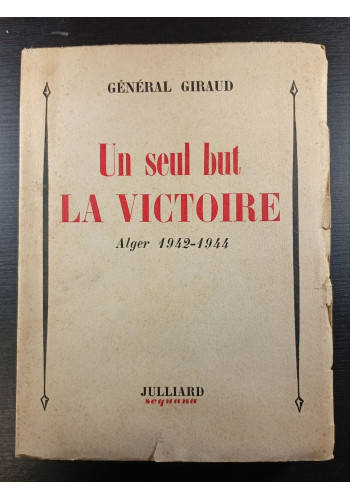 GÉNÉRAL GIRAUD
Un seul but
LA VICTOIRE
Alger 1942-1944
JULLIARD
sequana